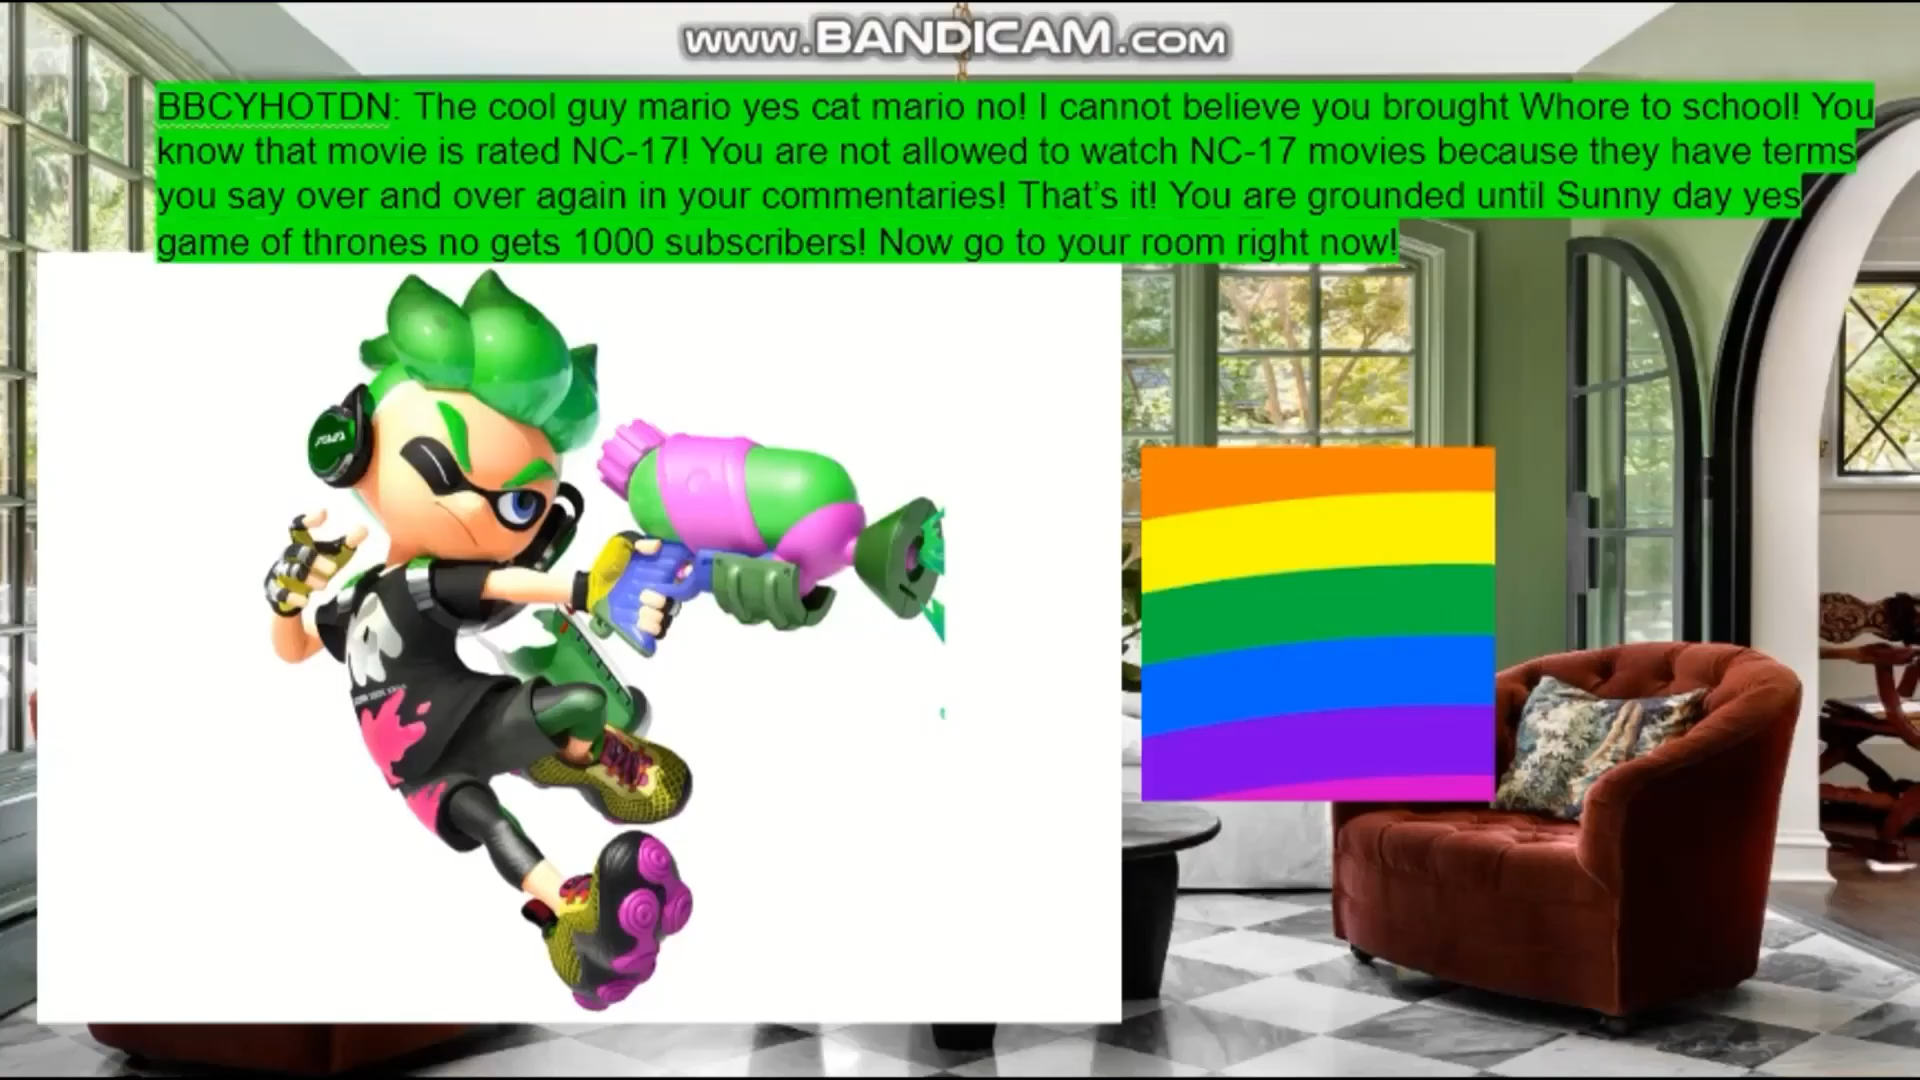 www.BANDICAM.com
BBCYHOTDN: The cool guy mario yes cat mario no! I cannot believe you brought Whore to school! You
know that movie is rated NC-17! You are not allowed to watch NC-17 movies because they have terms
you say over and over again in your commentaries! That’s it! You are grounded until Sunny day yes
game of thrones no gets 1000 subscribers! Now go to your room right now!